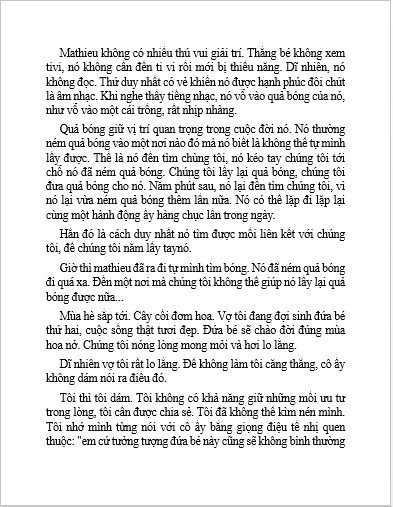 Mathieu không có nhiều thú vui giải trí. Thằng bé không xem
tivi, nó không cần đến ti vi rồi mới bị thiểu năng. Dĩ nhiên, nó
không đọc. Thứ duy nhất có vẻ khiến nó được hạnh phúc đôi chút
là âm nhạc. Khi nghe thấy tiếng nhạc, nó vỗ vào quả bóng của nó,
như vỗ vào một cái trống, rất nhịp nhàng.
Quả bóng giữ vị trí quan trọng trong cuộc đời nó. Nó thường
ném quả bóng vào một nơi nào đó mà nó biết là không thể tự mình
lấy được. Thế là nó đến tìm chúng tôi, nó kéo tay chúng tôi tới
chỗ nó đã ném quả bóng. Chúng tôi lấy lại quả bóng, chúng tôi
đưa quả bóng cho nó. Năm phút sau, nó lại đến tìm chúng tôi, vì
nó lại vừa ném quả bóng thêm lần nữa. Nó có thể lặp đi lặp lại
cùng một hành động ấy hàng chục lần trong ngày.
Hẳn đó là cách duy nhất nó tìm được mối liên kết với chúng
tôi, để chúng tôi nắm lấy taynó.
Giờ thì mathieu đã ra đi tự mình tìm bóng. Nó đã ném quả bóng
đi quá xa. Đến một nơi mà chúng tôi không thể giúp nó lấy lại quả
bóng được nữa...
Mùa hè sắp tới. Cây cối đơm hoa. Vợ tôi đang đợi sinh đứa bé
thứ hai, cuộc sống thật tươi đẹp. Đứa bé sẽ chào đời đúng mùa
hoa nở. Chúng tôi nóng lòng mong mỏi và hơi lo lắng.
Dĩ nhiên vợ tôi rất lo lắng. Để không làm tôi căng thẳng, cô ấy
không dám nói ra điều đó.
Tôi thì tôi dám. Tôi không có khả năng giữ những mối ưu tư
trong lòng, tôi cần được chia sẻ. Tôi đã không thể kìm nén mình.
Tôi nhớ mình từng nói với cô ấy bằng giọng điệu tế nhị quen
thuộc: "em cứ tưởng tượng đứa bé này cũng sẽ không bình thường